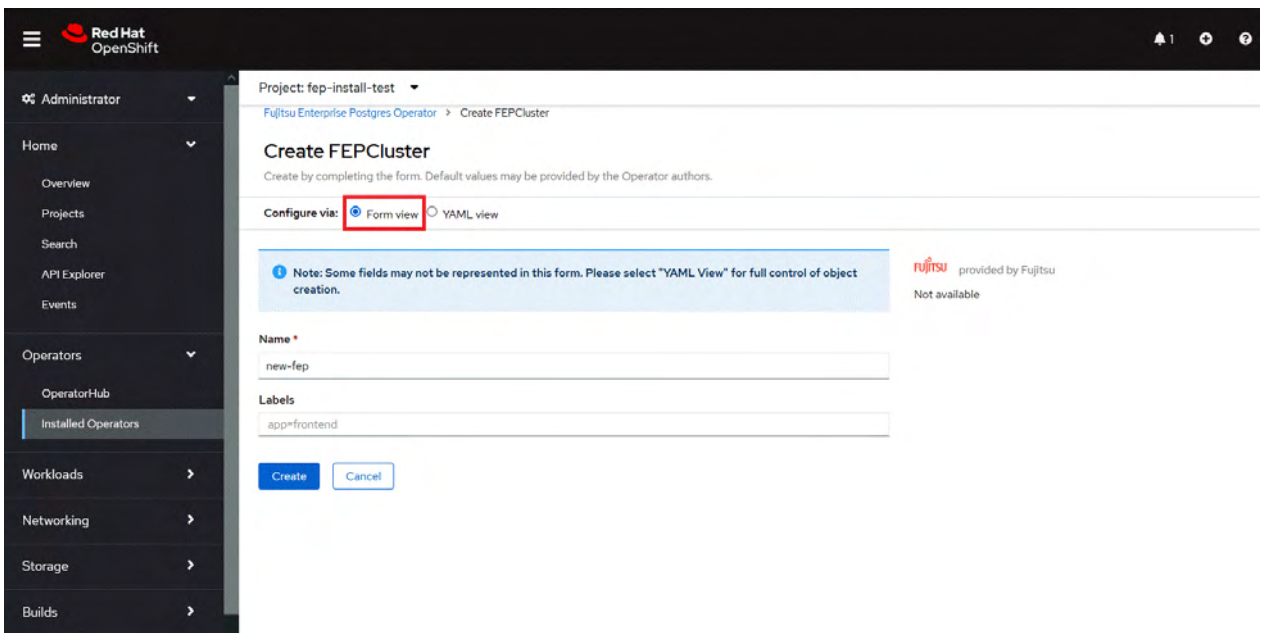 Red Hat
OpenShift
1
Administrator
Home
Overview
Projects
Search
API Explorer
Events
Operators
OperatorHub
Installed Operators
Workloads
Networking
Storage
Builds
Project: fep-install-test
Fujitsu Enterprise Postgres Operator > Create FEPCluster
Create FEPCluster
Create by completing the form. Default values may be provided by the Operator authors.
Configure via: Form view YAML view
Note: Some fields may not be represented in this form. Please select "YAML View" for full control of object
creation.
FUJITSU provided by Fujitsu
Not available
Name *
new-fep
Labels
app=frontend
Create Cancel